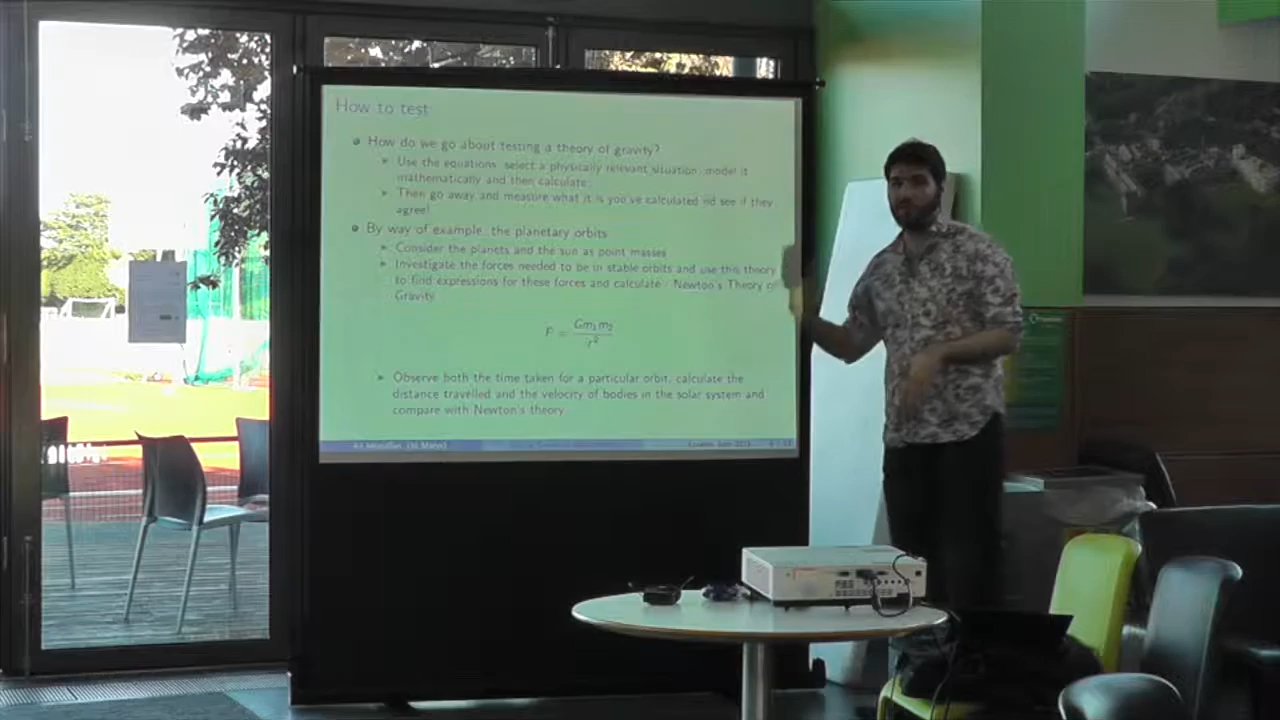 How to test
How do we go about testing a theory of gravity?
Use the equations, select a physically relevant situation, model it
mathematically and then calculate.
Then go away and measure what it is you've calculated nd see if they
agree!
By way of example, the planetary orbits
Consider the planets and the sun as point masses
Investigate the forces needed to be in stable orbits and use this theory
to find expressions for these forces and calculate - Newton's Theory of
Gravity
F = Gm₁m₂ / r²
Observe both the time taken for a particular orbit, calculate the
distance travelled and the velocity of bodies in the solar system and
compare with Newton's theory